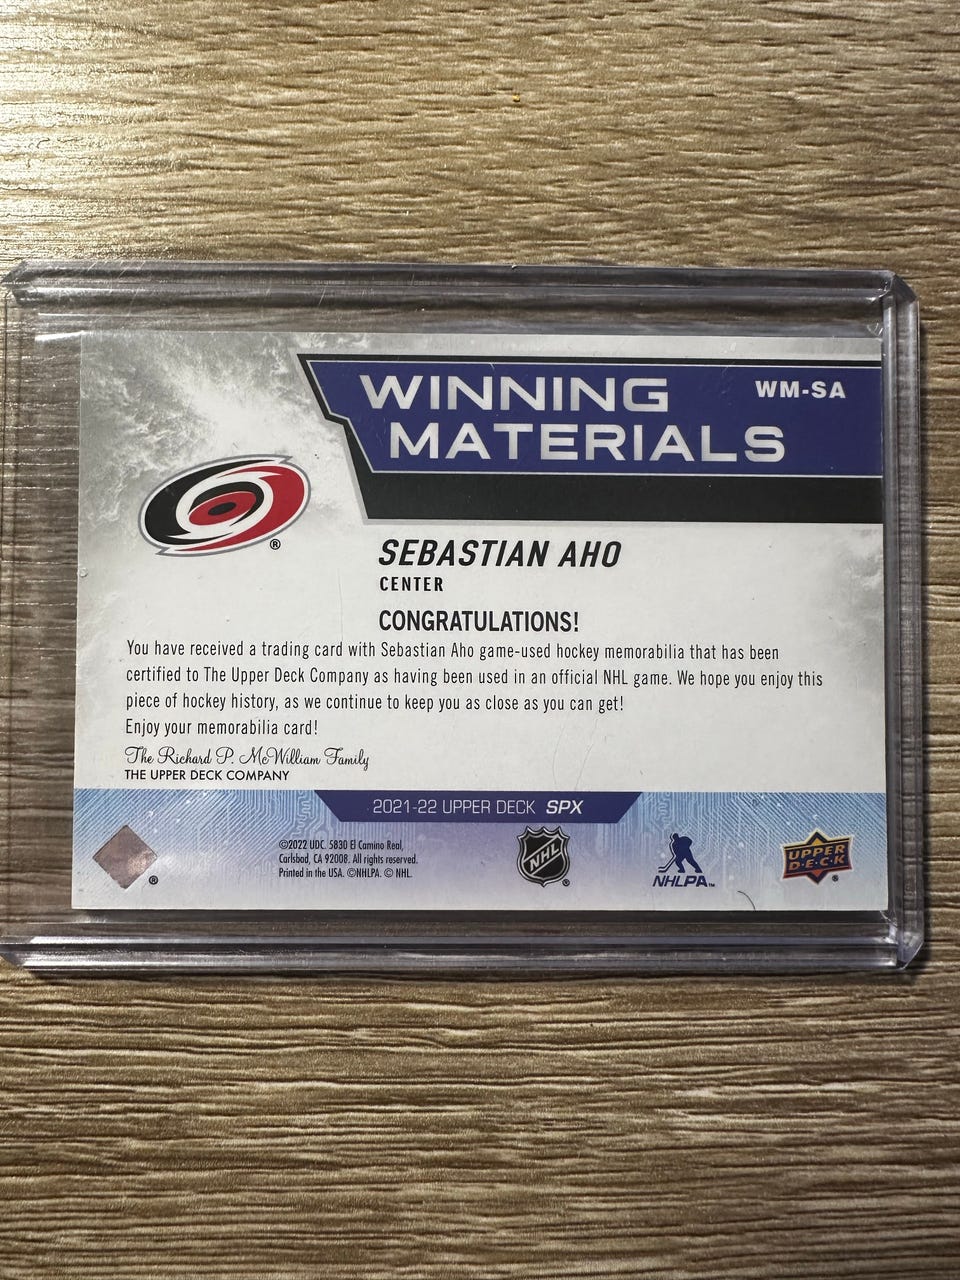 WINNING
MATERIALS
WM-SA
®
SEBASTIAN AHO
CENTER
CONGRATULATIONS!
You have received a trading card with Sebastian Aho game-used hockey memorabilia that has been
certified to The Upper Deck Company as having been used in an official NHL game. We hope you enjoy this
piece of hockey history, as we continue to keep you as close as you can get!
Enjoy your memorabilia card!
The Richard P. McWilliam Family
THE UPPER DECK COMPANY
2021-22 UPPER DECK SPX
®
©2022 UDC. 5830 El Camino Real,
Carlsbad, CA 92008. All rights reserved.
Printed in the USA. ©NHLPA. © NHL.
NHL®
NHLPA™
UPPER
D·E·C·K®